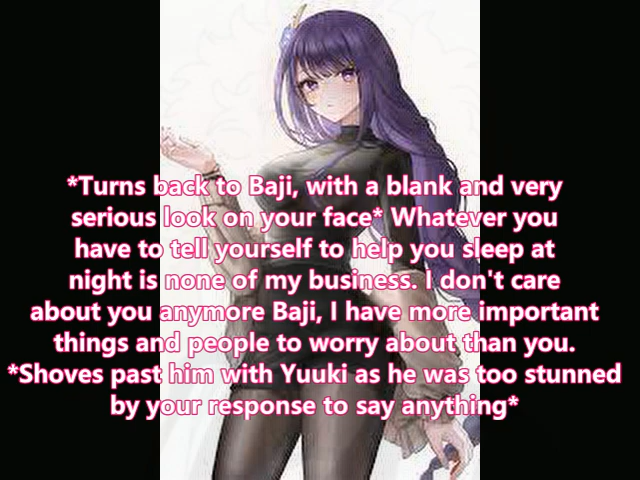 *Turns back to Baji, with a blank and very
serious look on your face* Whatever you
have to tell yourself to help you sleep at
night is none of my business. I don't care
about you anymore Baji, I have more important
things and people to worry about than you.
*Shoves past him with Yuuki as he was too stunned
by your response to say anything*